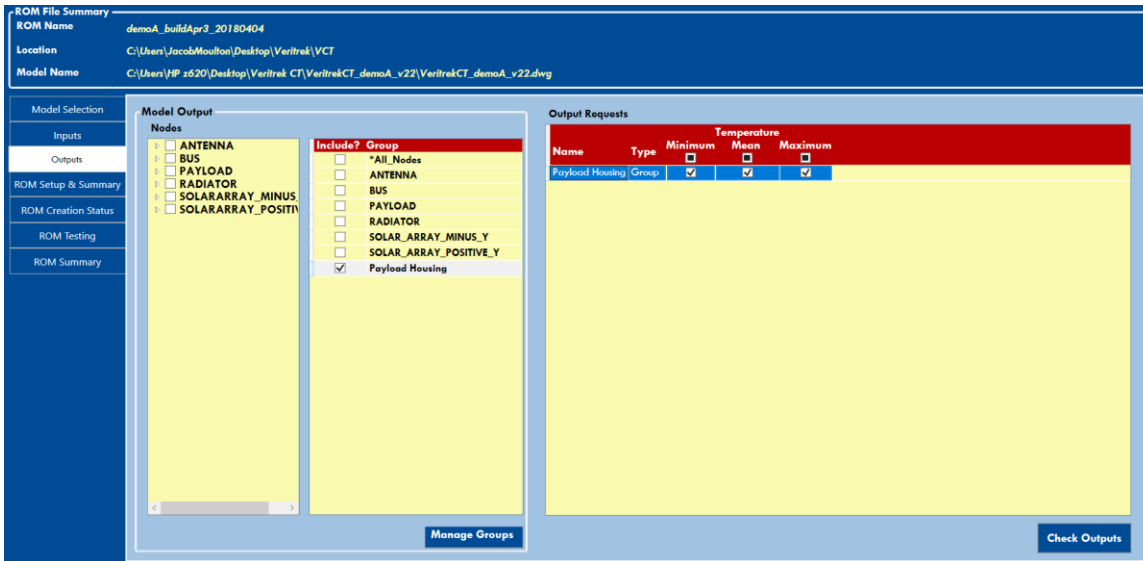 ROM File Summary
ROM Name demoA_buildApr3_20180404
Location C:\Users\JacobMoulton\Desktop\Veritrek\VCT
Model Name C:\Users\HP z620\Desktop\Veritrek CT\VeritrekCT_demoA_v22\VeritrekCT_demoA_v22.dwg
Model Selection
Inputs
Outputs
ROM Setup & Summary
ROM Creation Status
ROM Testing
ROM Summary
Model Output
Nodes
ANTENNA
BUS
PAYLOAD
RADIATOR
SOLARARRAY_MINUS_
SOLARARRAY_POSITIV
Include? Group
*All_Nodes
ANTENNA
BUS
PAYLOAD
RADIATOR
SOLAR_ARRAY_MINUS_Y
SOLAR_ARRAY_POSITIVE_Y
Payload Housing
Manage Groups
Output Requests
Temperature
Name Type Minimum Mean Maximum
Payload Housing Group
Check Outputs